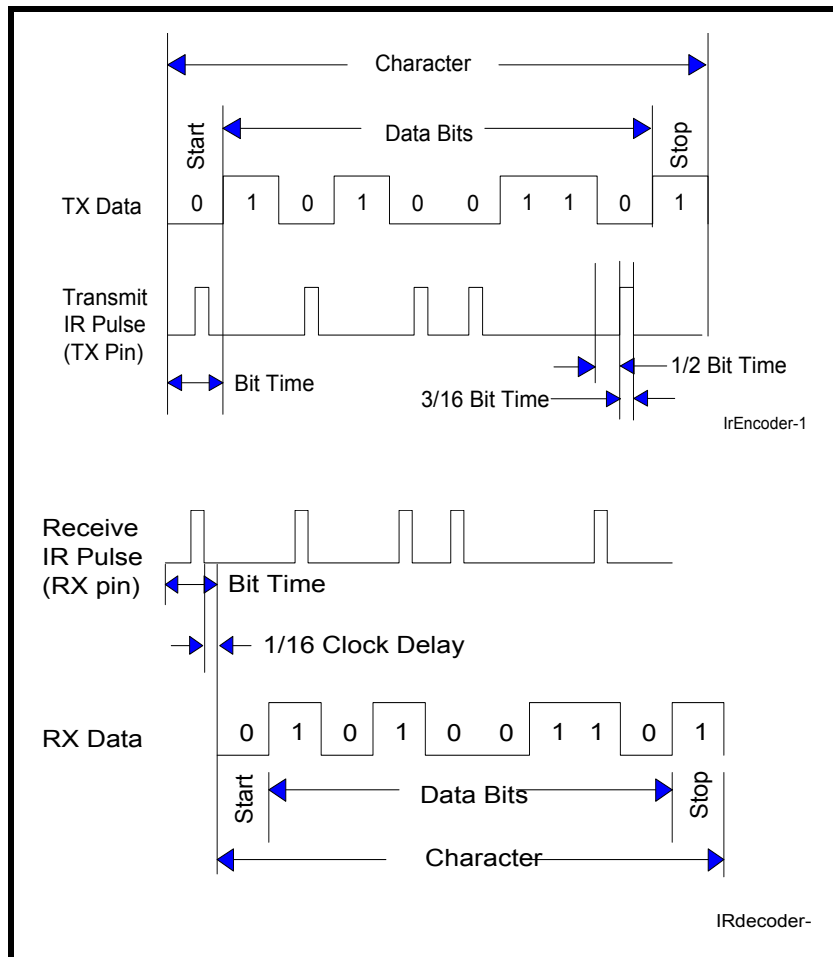 Character
Start
Data Bits
Stop
TX Data 0 1 0 1 0 0 1 1 0 1
Transmit
IR Pulse
(TX Pin)
Bit Time
1/2 Bit Time
3/16 Bit Time
IrEncoder-1
Receive
IR Pulse
(RX pin)
Bit Time
1/16 Clock Delay
RX Data 0 1 0 1 0 0 1 1 0 1
Start
Data Bits
Stop
Character
IRdecoder-